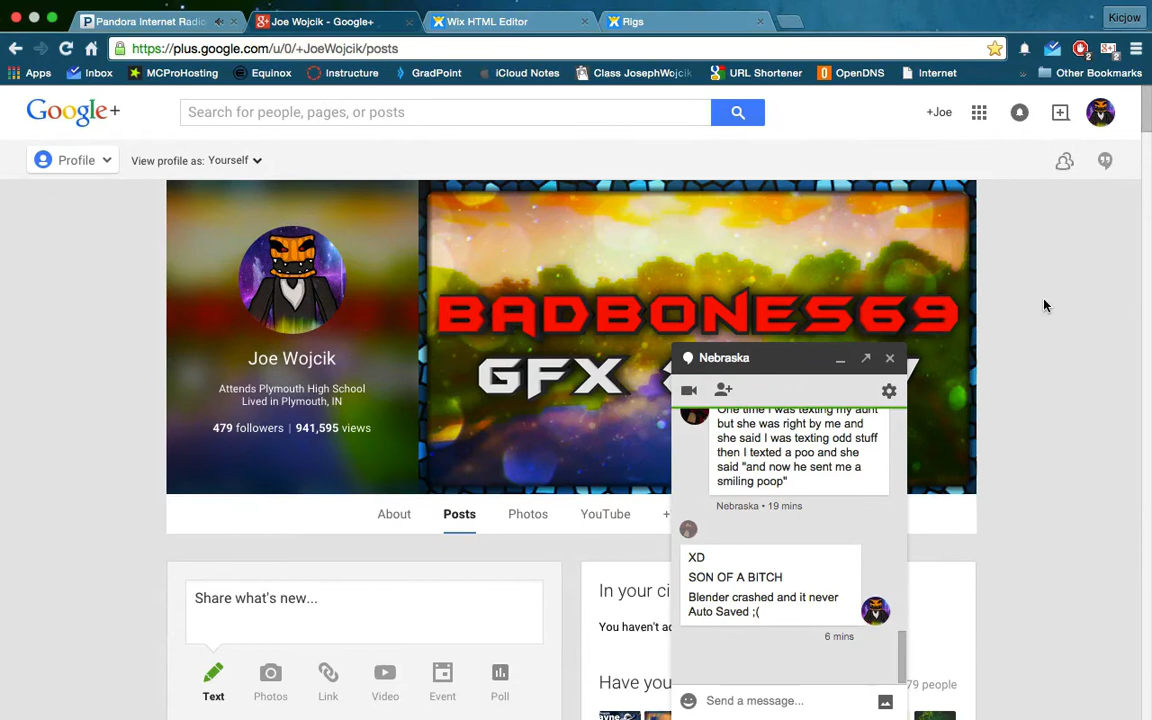 Pandora Internet Radio
Joe Wojcik - Google+
Wix HTML Editor
Rigs
Kicjow
https://plus.google.com/u/0/+JoeWojcik/posts
Apps
Inbox
MCProHosting
Equinox
Instructure
GradPoint
iCloud Notes
Class JosephWojcik
URL Shortener
OpenDNS
Internet
»
Other Bookmarks
Google+
Search for people, pages, or posts
+Joe
Profile
View profile as: Yourself
BADBONES69
GFX
Joe Wojcik
Attends Plymouth High School
Lived in Plymouth, IN
479 followers | 941,595 views
About
Posts
Photos
YouTube
+
Nebraska
One time I was texting my aunt
but she was right by me and
she said I was texting odd stuff
then I texted a poo and she
said "and now he sent me a
smiling poop"
Nebraska • 19 mins
XD
SON OF A BITCH
Blender crashed and it never
Auto Saved ;(
6 mins
Send a message...
Share what's new...
Text
Photos
Link
Video
Event
Poll
In your ci
You haven't ad
Have you
79 people